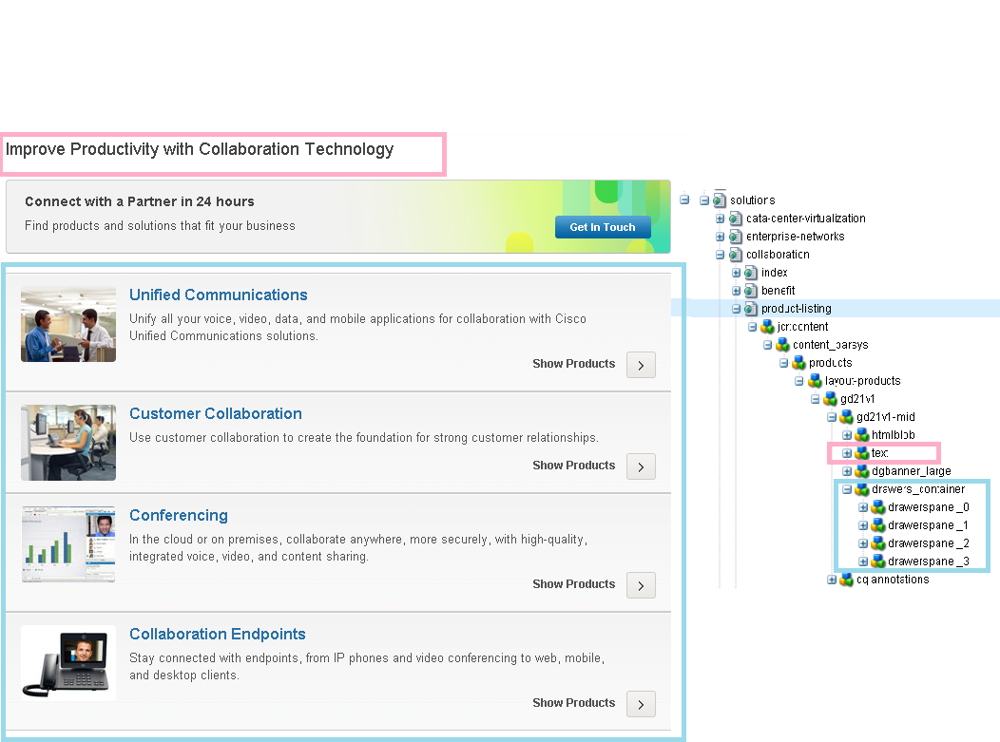 Improve Productivity with Collaboration Technology
Connect with a Partner in 24 hours
Find products and solutions that fit your business
Get In Touch
Unified Communications
Unify all your voice, video, data, and mobile applications for collaboration with Cisco
Unified Communications solutions.
Show Products
Customer Collaboration
Use customer collaboration to create the foundation for strong customer relationships.
Show Products
Conferencing
In the cloud or on premises, collaborate anywhere, more securely, with high-quality,
integrated voice, video, and content sharing.
Show Products
Collaboration Endpoints
Stay connected with endpoints, from IP phones and video conferencing to web, mobile,
and desktop clients.
Show Products
solutions
data-center-virtualization
enterprise-networks
collaboration
index
benefit
product-listing
jcr:content
content_parsys
products
layout-products
gd21v1
gd21v1-mid
htmlblob
text
dgbanner_large
drawers_container
drawerspanel_0
drawerspanel_1
drawerspanel_2
drawerspanel_3
cq:annotations